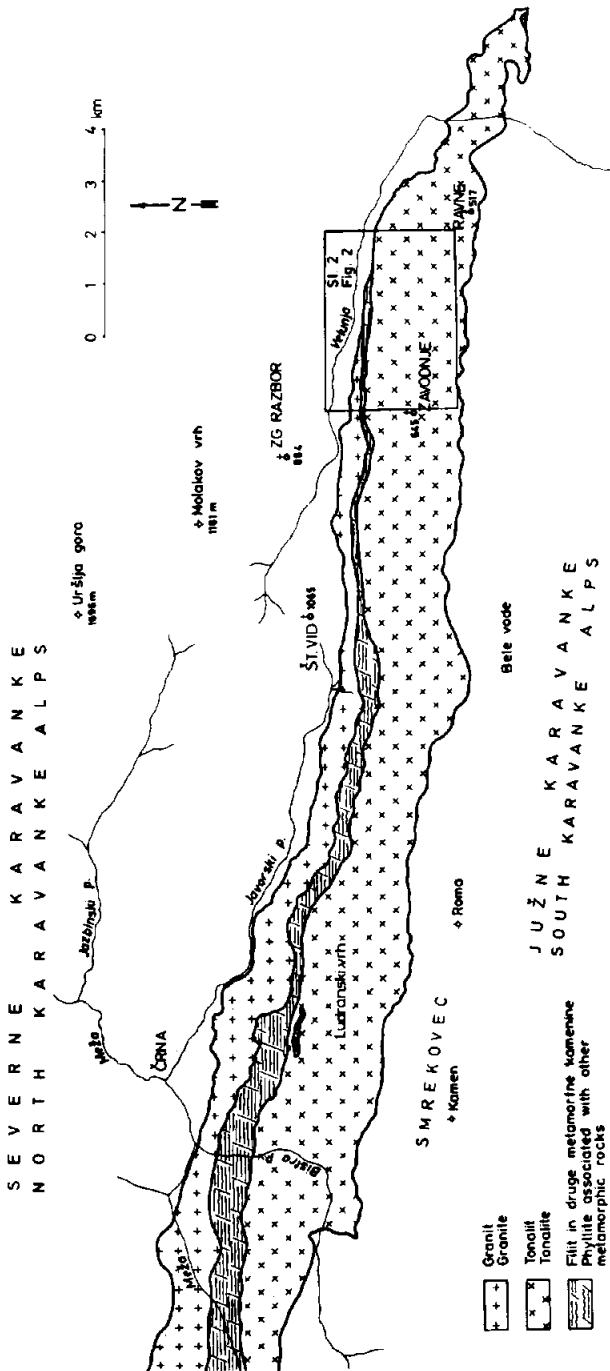 SEVERNE KARAVANKE
NORTH KARAVANKE ALPS
0 1 2 3 4 km
N
Uršlja gora
1696 m
Molakov vrh
1181 m
ZG RAZBOR
884
Jazbinski p.
Meža
ČRNA
Javorski p.
ŠT. VID 1065
Velunja
Sl. 2
Fig. 2
Meža
Bistra p.
Ludranski vrh
645
ZAVODNJE
RAVNE
517
SMREKOVEC
Kamen
Roma
Bele vode
JUŽNE KARAVANKE
SOUTH KARAVANKE ALPS
Granit
Granite
Tonalit
Tonalite
Filit in druge metamorfne kamenine
Phyllite associated with other
metamorphic rocks